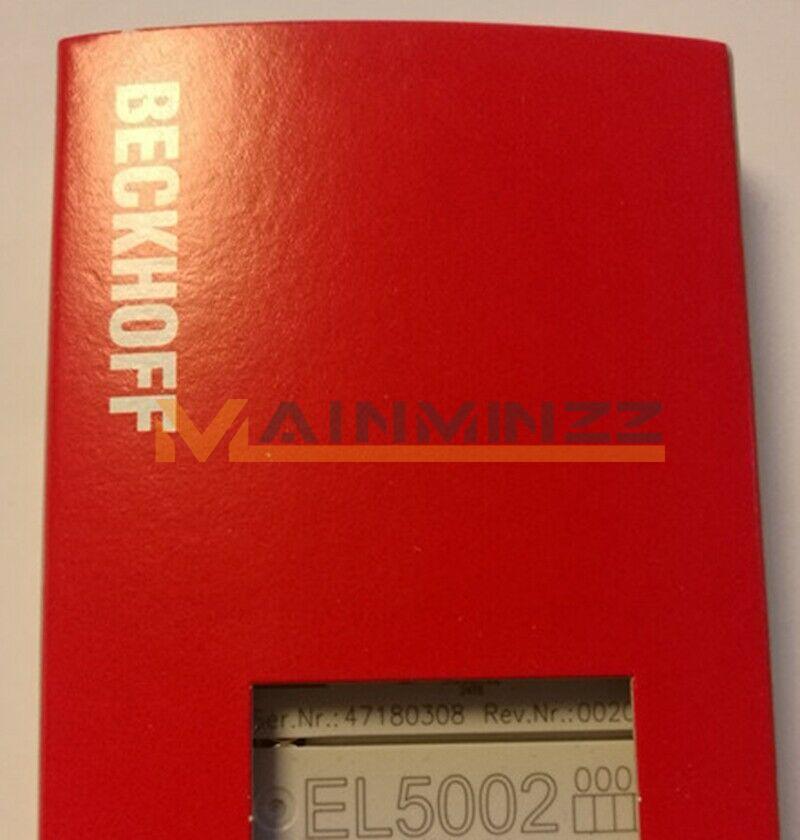 BECKHOFF
MAINMINZZ
Ser.Nr.: 47180308 Rev.Nr.:0020
EL5002 000